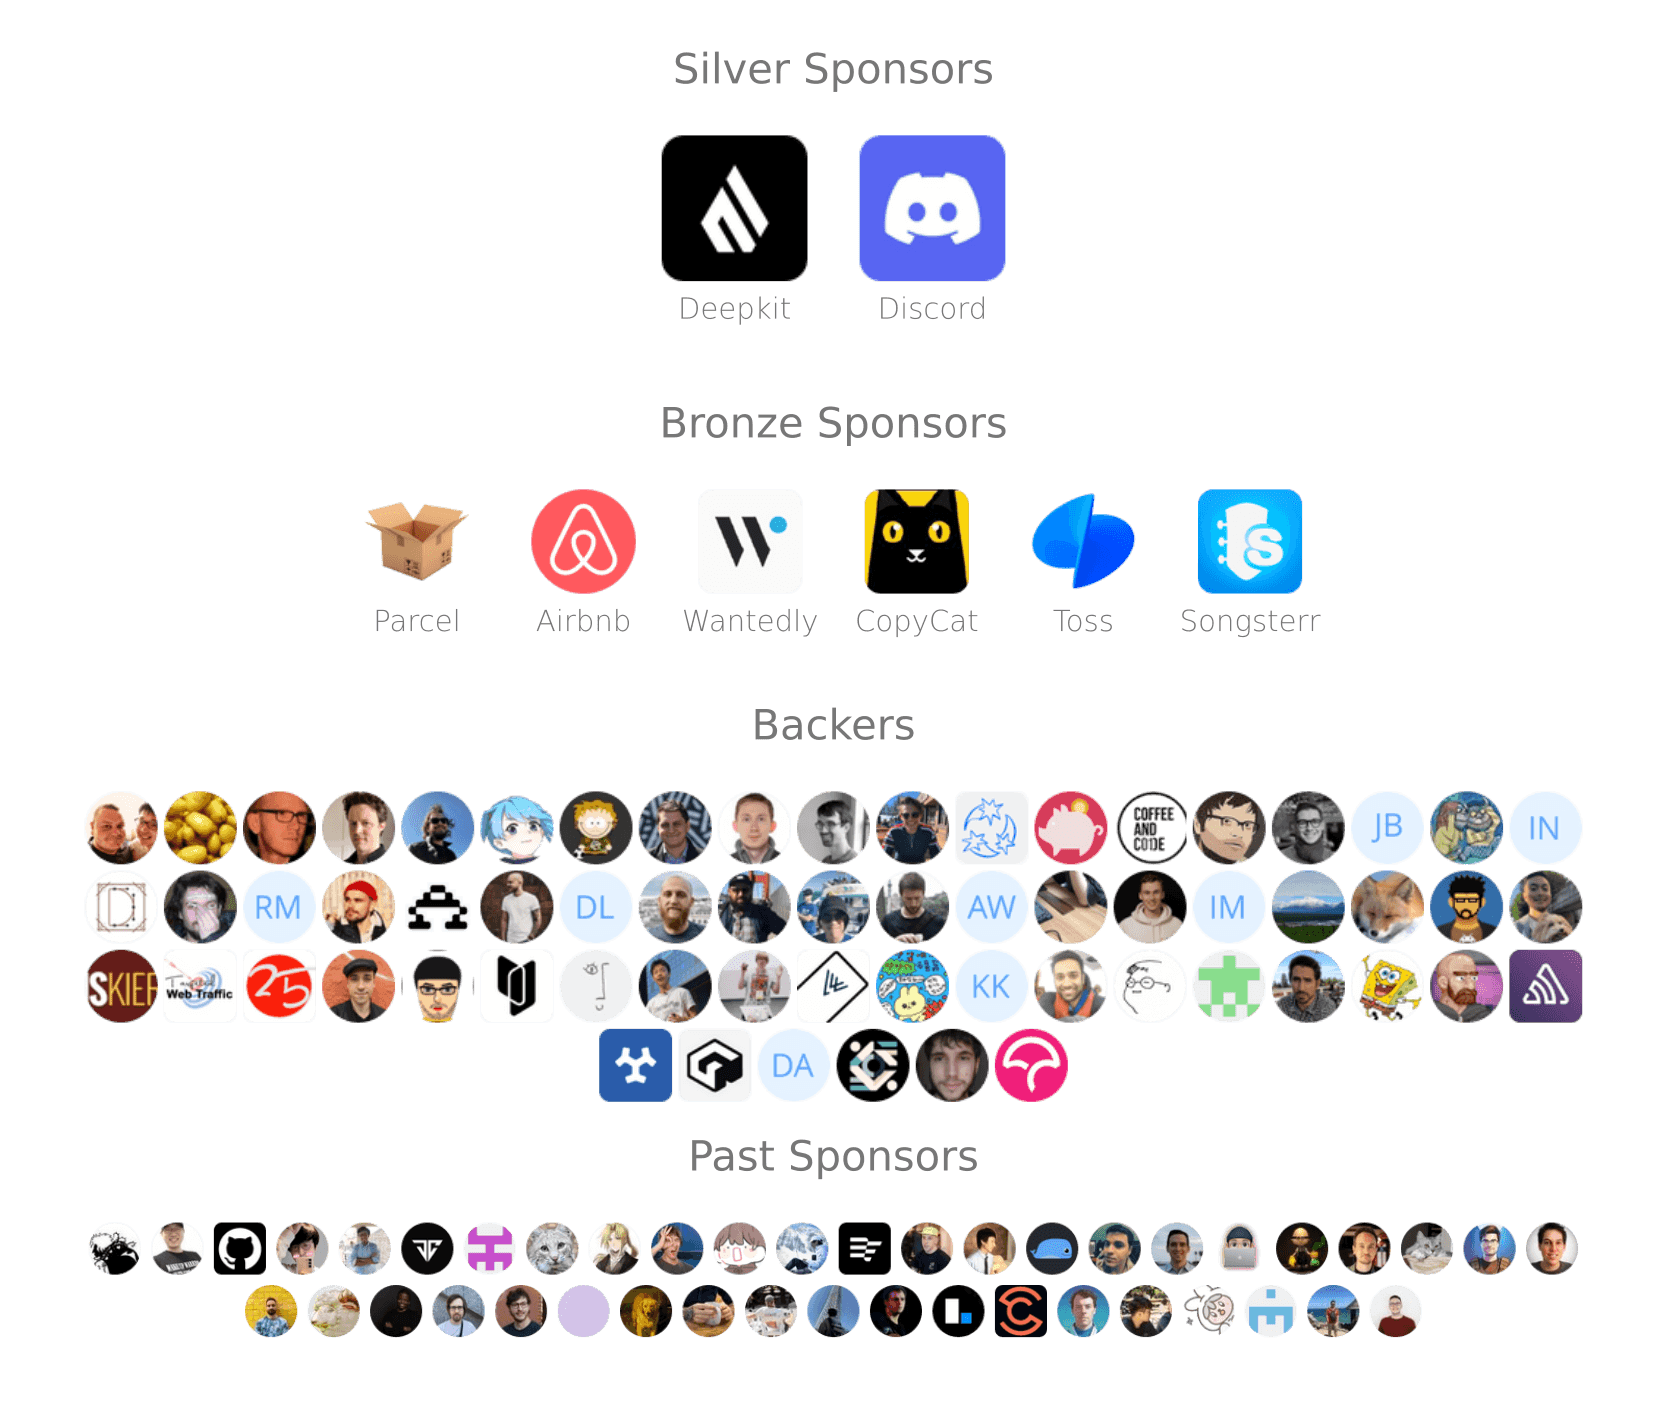 Silver Sponsors
Deepkit
Discord
Bronze Sponsors
Parcel
Airbnb
Wantedly
CopyCat
Toss
Songsterr
Backers
COFFEE
AND
CODE
JB
IN
RM
DL
AW
IM
SKIEF
Web Traffic
25
KK
DA
Past Sponsors